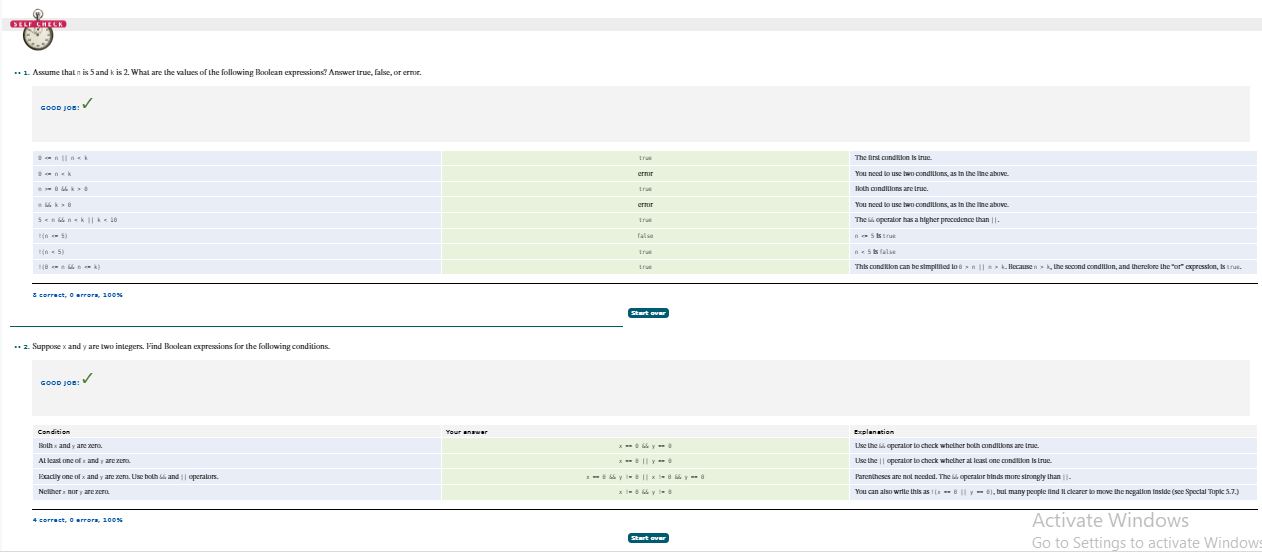 SELF CHECK
•• 1. Assume that n is 5 and k is 2. What are the values of the following Boolean expressions? Answer true, false, or error.
GOOD JOB! ✓
0 <= n || n < k true The first condition is true.
0 <= n < k error You need to use two conditions, as in the line above.
n >= 0 && k > 0 true Both conditions are true.
n && k > 0 error You need to use two conditions, as in the line above.
5 < n && n < k || k < 10 true The && operator has a higher precedence than ||.
!(n <= 5) false n <= 5 is true
!(n < 5) true n < 5 is false
!(0 <= n && n <= k) true This condition can be simplified to 0 > n || n > k. Because n > k, the second condition, and therefore the "or" expression, is true.
8 correct, 0 errors, 100%
Start over
•• 2. Suppose x and y are two integers. Find Boolean expressions for the following conditions.
GOOD JOB! ✓
Condition Your answer Explanation
Both x and y are zero. x == 0 && y == 0 Use the && operator to check whether both conditions are true.
At least one of x and y are zero. x == 0 || y == 0 Use the || operator to check whether at least one condition is true.
Exactly one of x and y are zero. Use both && and || operators. x == 0 && y != 0 || x != 0 && y == 0 Parentheses are not needed. The && operator binds more strongly than ||.
Neither x nor y are zero. x != 0 && y != 0 You can also write this as !(x == 0 || y == 0), but many people find it clearer to move the negation inside (see Special Topic 5.7.)
4 correct, 0 errors, 100%
Start over
Activate Windows
Go to Settings to activate Windows